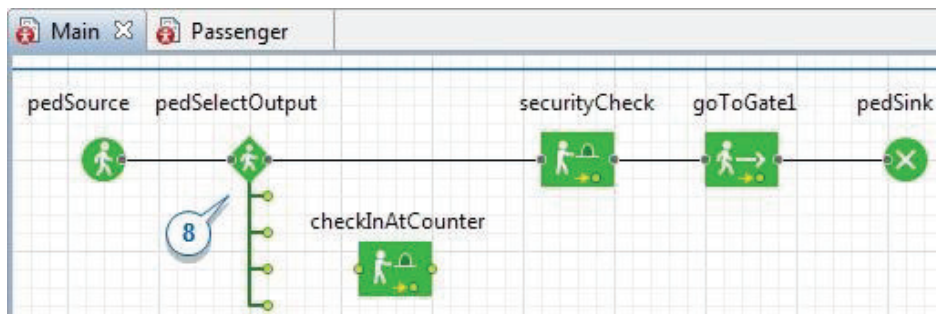 Main Passenger
pedSource pedSelectOutput securityCheck goToGate1 pedSink
8
checkInAtCounter